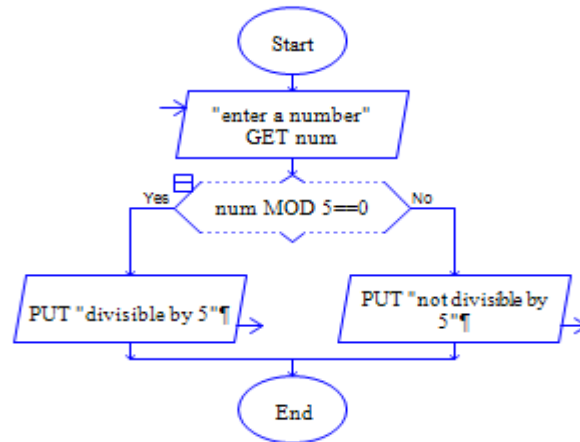 Start
"enter a number"
GET num
Yes
num MOD 5==0
No
PUT "divisible by 5"¶
PUT "not divisible by
5"¶
End